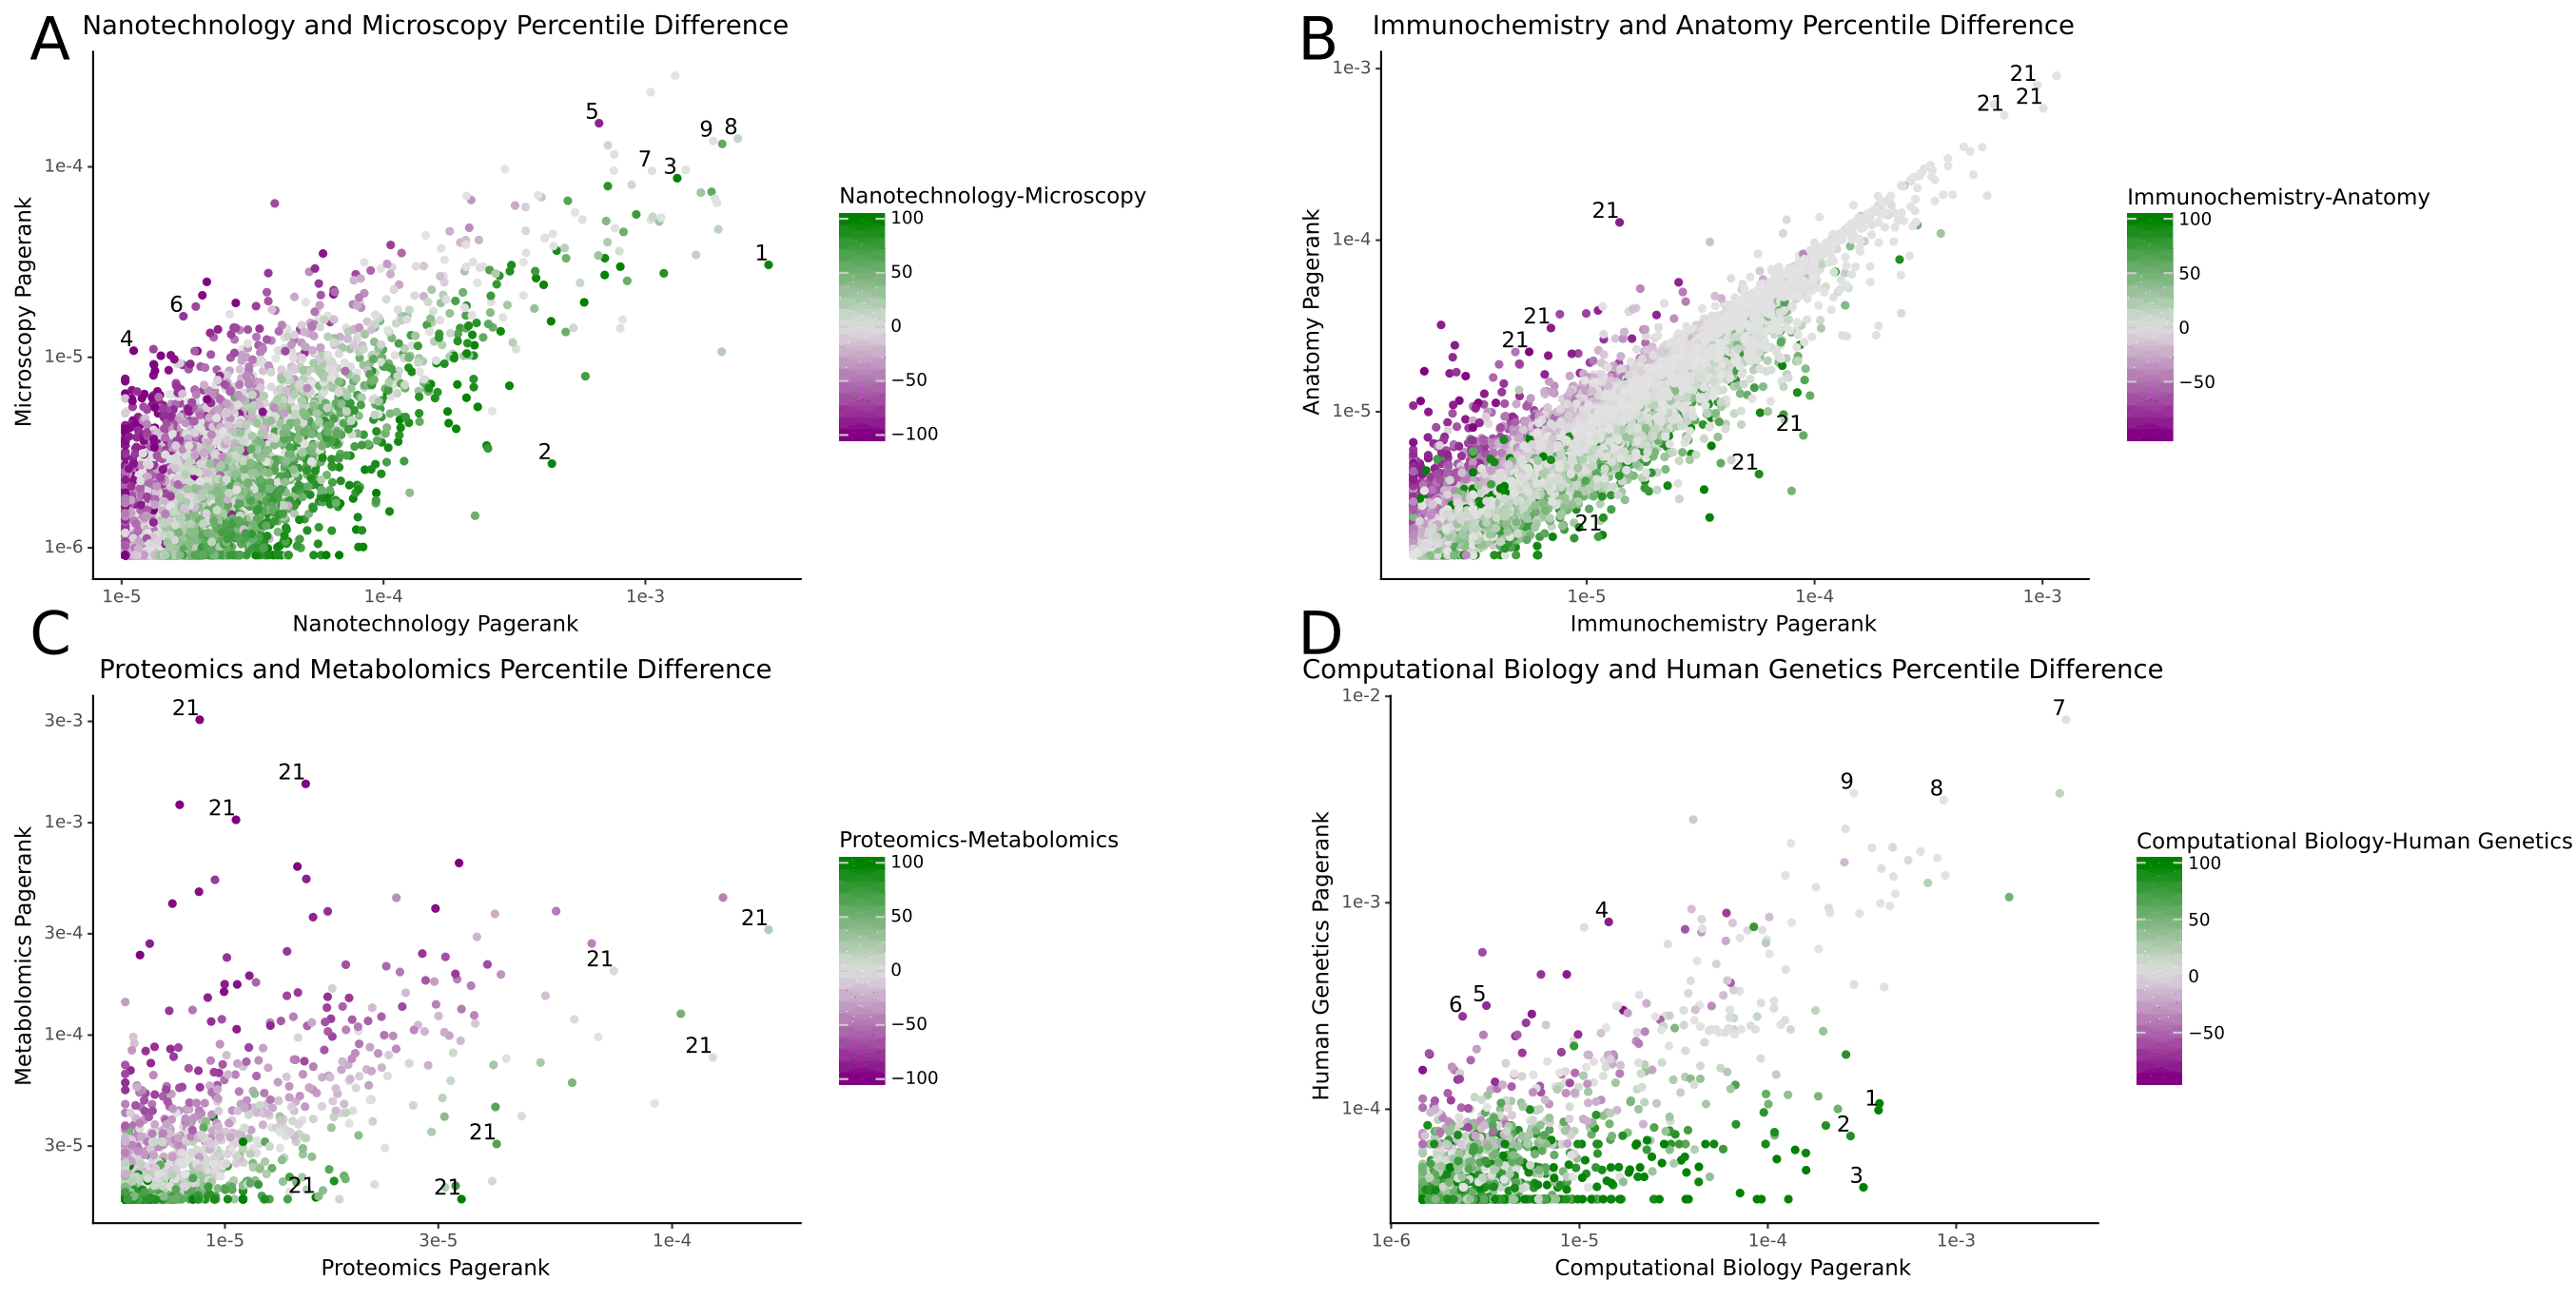 A
Nanotechnology and Microscopy Percentile Difference
Microscopy Pagerank
1e-4
1e-5
1e-6
5
9
8
7
3
1
6
4
2
1e-5
1e-4
1e-3
Nanotechnology Pagerank
Nanotechnology-Microscopy
100
50
0
−50
−100
B
Immunochemistry and Anatomy Percentile Difference
Anatomy Pagerank
1e-3
1e-4
1e-5
21
21
21
21
21
21
21
21
21
1e-5
1e-4
1e-3
Immunochemistry Pagerank
Immunochemistry-Anatomy
100
50
0
−50
C
Proteomics and Metabolomics Percentile Difference
Metabolomics Pagerank
3e-3
1e-3
3e-4
1e-4
3e-5
21
21
21
21
21
21
21
21
21
1e-5
3e-5
1e-4
Proteomics Pagerank
Proteomics-Metabolomics
100
50
0
−50
−100
D
Computational Biology and Human Genetics Percentile Difference
Human Genetics Pagerank
1e-2
1e-3
1e-4
7
9
8
4
5
6
1
2
3
1e-6
1e-5
1e-4
1e-3
Computational Biology Pagerank
Computational Biology-Human Genetics
100
50
0
−50